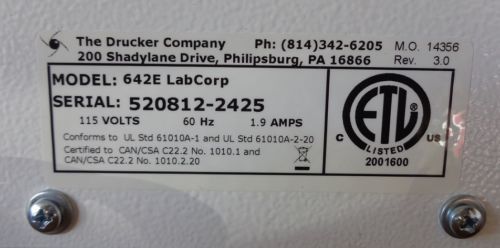 The Drucker Company Ph: (814)342-6205 M.O. 14356
200 Shadylane Drive, Philipsburg, PA 16866 Rev. 3.0
MODEL: 642E LabCorp
SERIAL: 520812-2425
115 VOLTS 60 Hz 1.9 AMPS
Conforms to UL Std 61010A-1 and UL Std 61010A-2-20
Certified to CAN/CSA C22.2 No. 1010.1 and
CAN/CSA C22.2 No. 1010.2.20
ETL
C US
LISTED
2001600